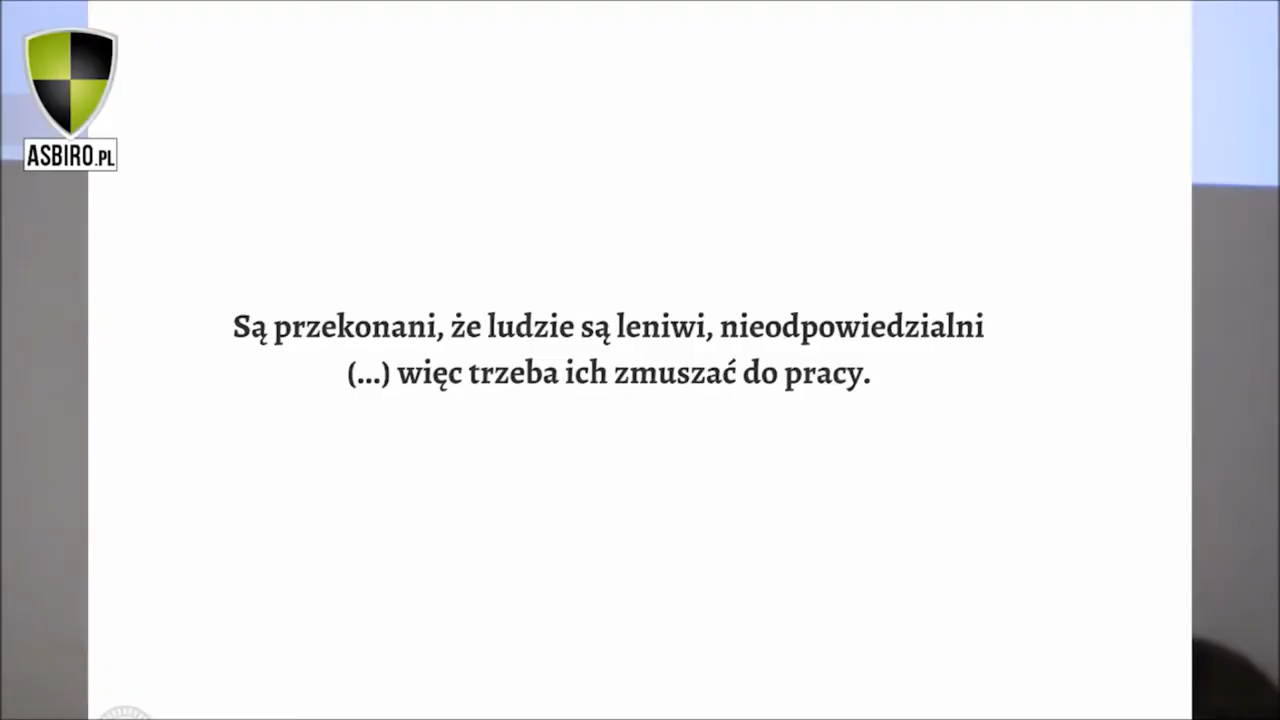 ASBIRO.PL
Są przekonani, że ludzie są leniwi, nieodpowiedzialni
(...) więc trzeba ich zmuszać do pracy.